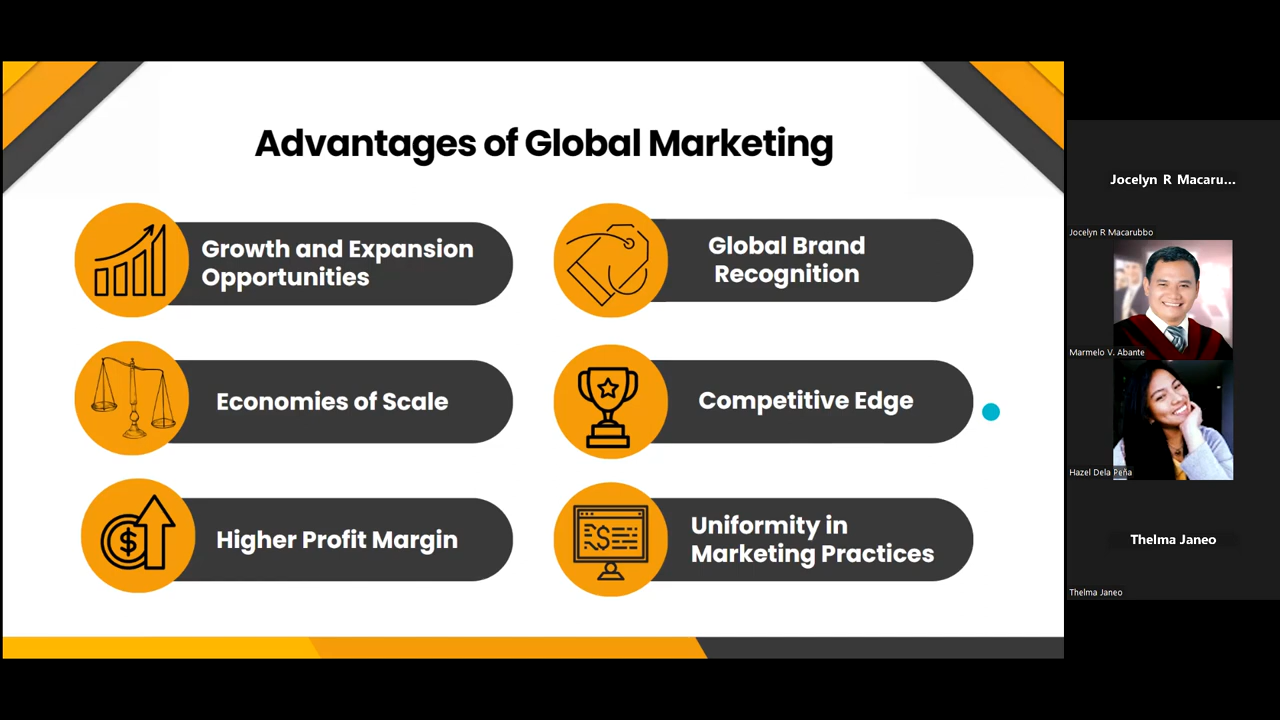 Advantages of Global Marketing
Growth and Expansion
Opportunities
Global Brand
Recognition
Economies of Scale
Competitive Edge
$
Higher Profit Margin
$
Uniformity in
Marketing Practices
Jocelyn R Macaru...
Jocelyn R Macarubbo
Marmelo V. Abante
Hazel Dela Peña
Thelma Janeo
Thelma Janeo